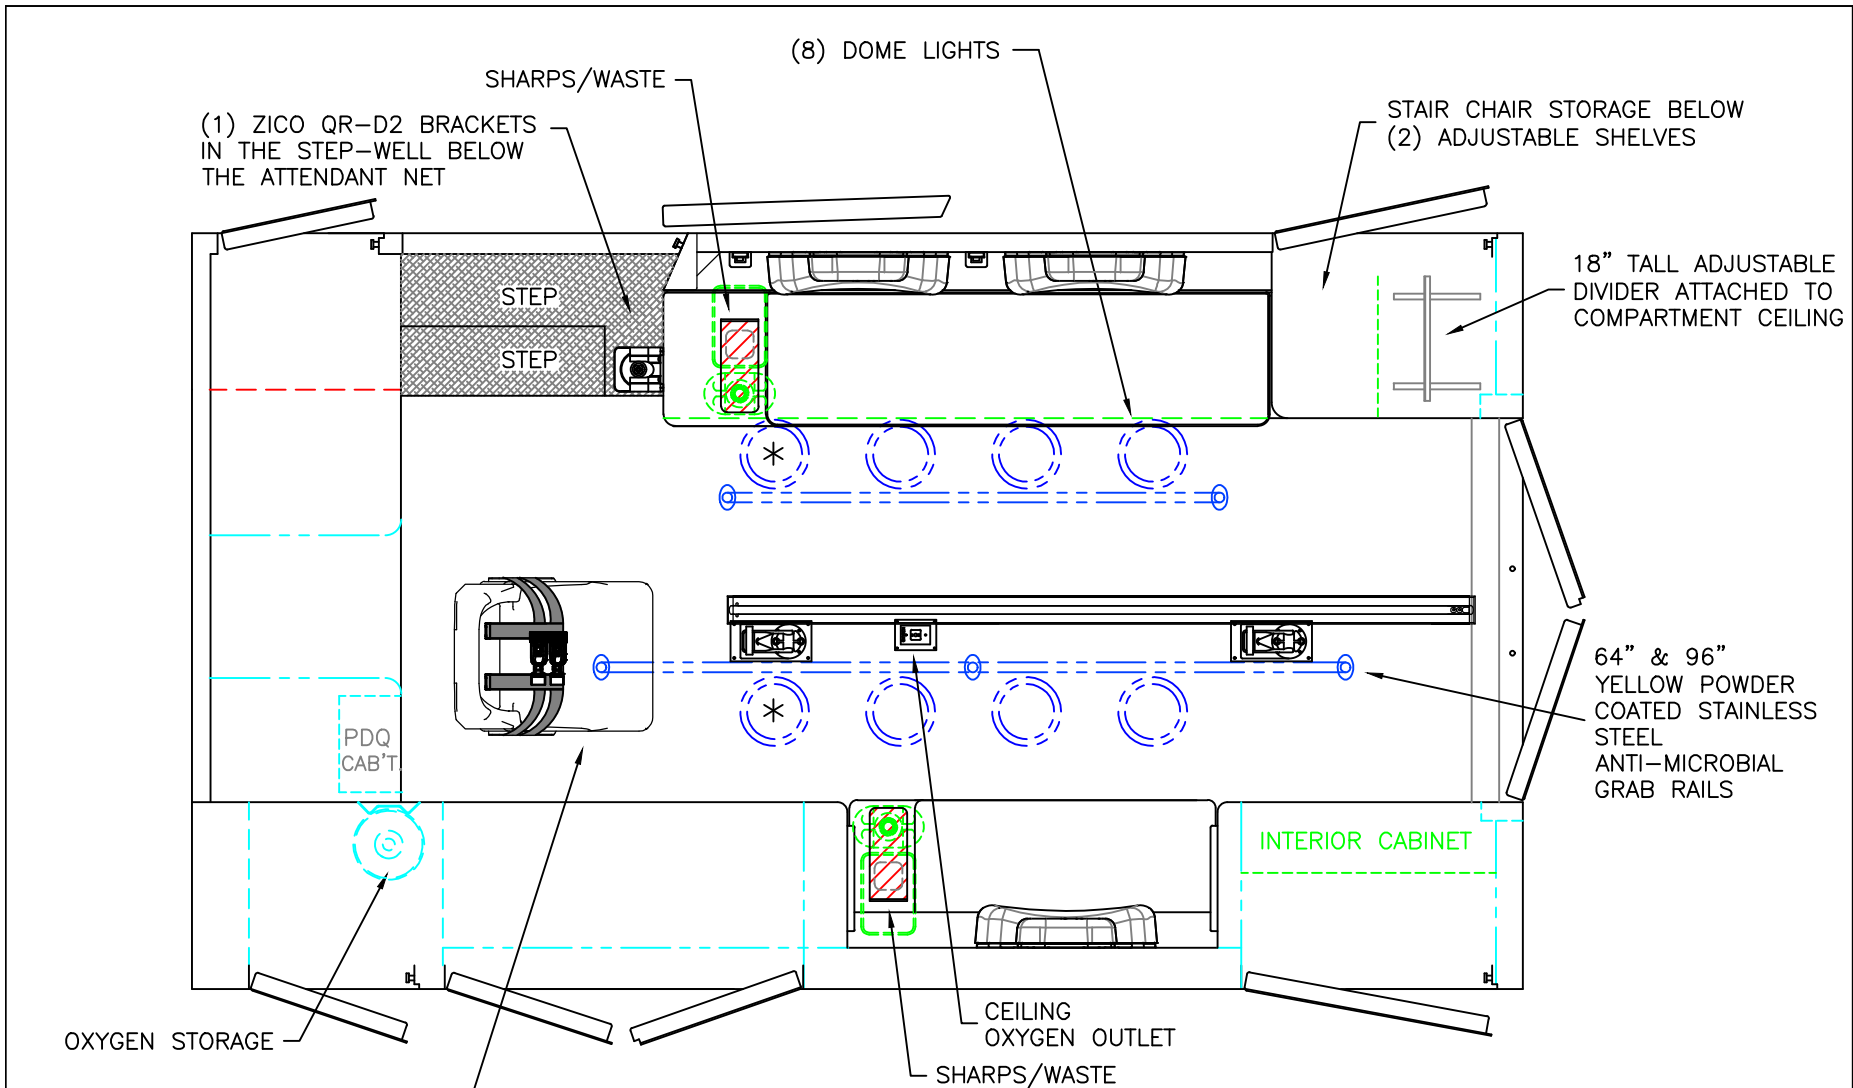 (8) DOME LIGHTS
SHARPS/WASTE
(1) ZICO QR-D2 BRACKETS
IN THE STEP-WELL BELOW
THE ATTENDANT NET
STAIR CHAIR STORAGE BELOW
(2) ADJUSTABLE SHELVES
18" TALL ADJUSTABLE
DIVIDER ATTACHED TO
COMPARTMENT CEILING
STEP
STEP
64" & 96"
YELLOW POWDER
COATED STAINLESS
STEEL
ANTI-MICROBIAL
GRAB RAILS
PDQ
CAB'T
INTERIOR CABINET
OXYGEN STORAGE
CEILING
OXYGEN OUTLET
SHARPS/WASTE